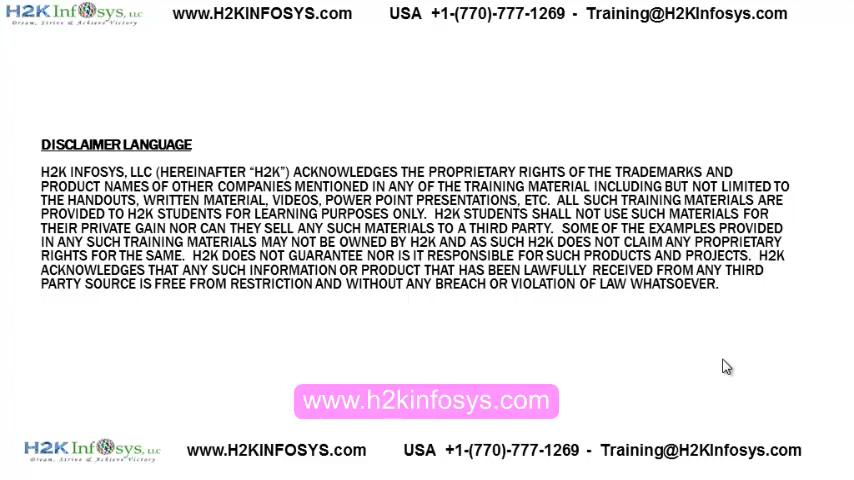 H2K Infosys, LLC www.H2KINFOSYS.com USA +1-(770)-777-1269 - Training@H2KInfosys.com
Dream, Strive & Achieve Victory
DISCLAIMER LANGUAGE
H2K INFOSYS, LLC (HEREINAFTER “H2K”) ACKNOWLEDGES THE PROPRIETARY RIGHTS OF THE TRADEMARKS AND
PRODUCT NAMES OF OTHER COMPANIES MENTIONED IN ANY OF THE TRAINING MATERIAL INCLUDING BUT NOT LIMITED TO
THE HANDOUTS, WRITTEN MATERIAL, VIDEOS, POWER POINT PRESENTATIONS, ETC. ALL SUCH TRAINING MATERIALS ARE
PROVIDED TO H2K STUDENTS FOR LEARNING PURPOSES ONLY. H2K STUDENTS SHALL NOT USE SUCH MATERIALS FOR
THEIR PRIVATE GAIN NOR CAN THEY SELL ANY SUCH MATERIALS TO A THIRD PARTY. SOME OF THE EXAMPLES PROVIDED
IN ANY SUCH TRAINING MATERIALS MAY NOT BE OWNED BY H2K AND AS SUCH H2K DOES NOT CLAIM ANY PROPRIETARY
RIGHTS FOR THE SAME. H2K DOES NOT GUARANTEE NOR IS IT RESPONSIBLE FOR SUCH PRODUCTS AND PROJECTS. H2K
ACKNOWLEDGES THAT ANY SUCH INFORMATION OR PRODUCT THAT HAS BEEN LAWFULLY RECEIVED FROM ANY THIRD
PARTY SOURCE IS FREE FROM RESTRICTION AND WITHOUT ANY BREACH OR VIOLATION OF LAW WHATSOEVER.
www.h2kinfosys.com
H2K Infosys, LLC www.H2KINFOSYS.com USA +1-(770)-777-1269 - Training@H2KInfosys.com
Dream, Strive & Achieve Victory